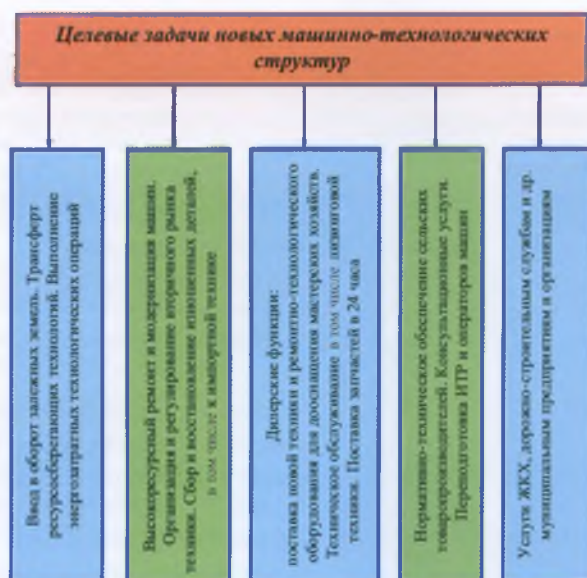 Целевые задачи новых машинно-технологических
структур
Ввод в оборот залежных земель. Трансферт
ресурсосберегающих технологий. Выполнение
энергозатратных технологических операций
Высокоресурсный ремонт и модернизация машин.
Организация и регулирование вторичного рынка
техники. Сбор и восстановление изношенных деталей,
в том числе к импортной технике
Дилерские функции:
поставка новой техники и ремонтно-технологического
оборудования для дооснащения мастерских хозяйств.
Техническое обслуживание в том числе лизинговой
техники. Поставка запчастей в 24 часа
Нормативно-техническое обеспечение сельских
товаропроизводителей. Консультационные услуги.
Переподготовка ИТР и операторов машин
Услуги ЖКХ, дорожно-строительным службам и др.
муниципальным предприятиям и организациям